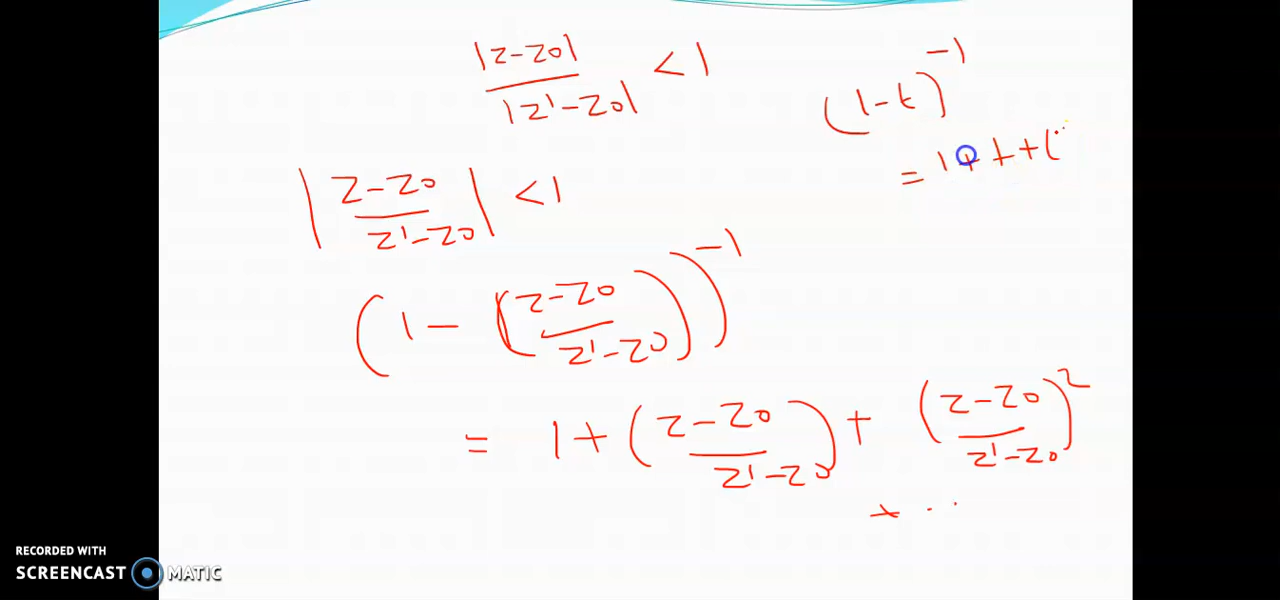 |z-z0| / |z'-z0| < 1
(1-t)^-1
= 1 + t + (..
|(z-z0)/(z'-z0)| < 1
(1 - ((z-z0)/(z'-z0)))^-1
= 1 + ((z-z0)/(z'-z0)) + ((z-z0)/(z'-z0))^2
+ ...
RECORDED WITH
SCREENCAST MATIC